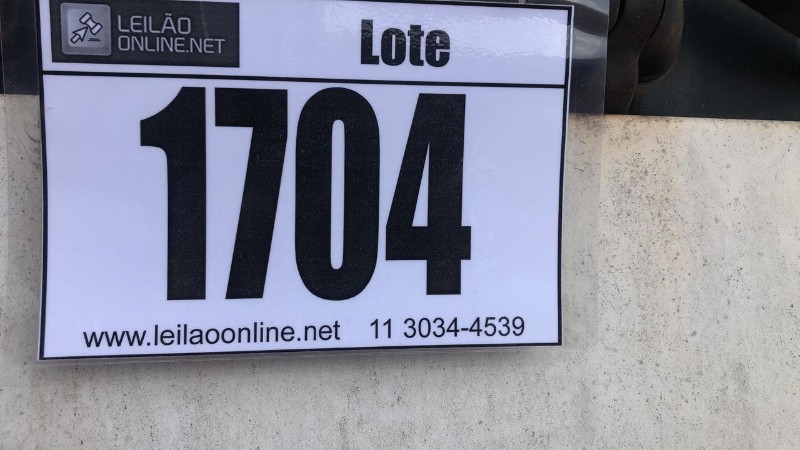 LEILÃO
ONLINE.NET
Lote
1704
www.leilaoonline.net 11 3034-4539